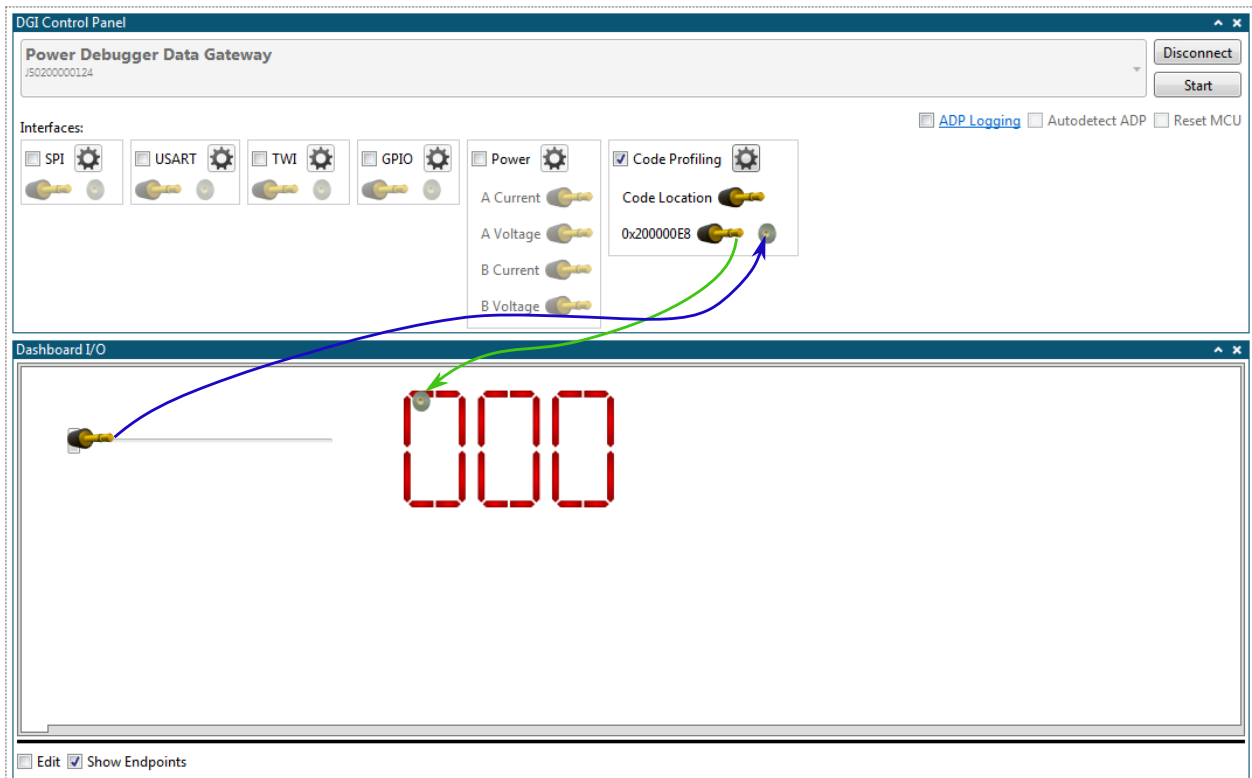 DGI Control Panel
Power Debugger Data Gateway
J50200000124
Disconnect
Start
ADP Logging Autodetect ADP Reset MCU
Interfaces:
SPI USART TWI GPIO Power Code Profiling
A Current Code Location
A Voltage 0x200000E8
B Current
B Voltage
Dashboard I/O
000
Edit Show Endpoints